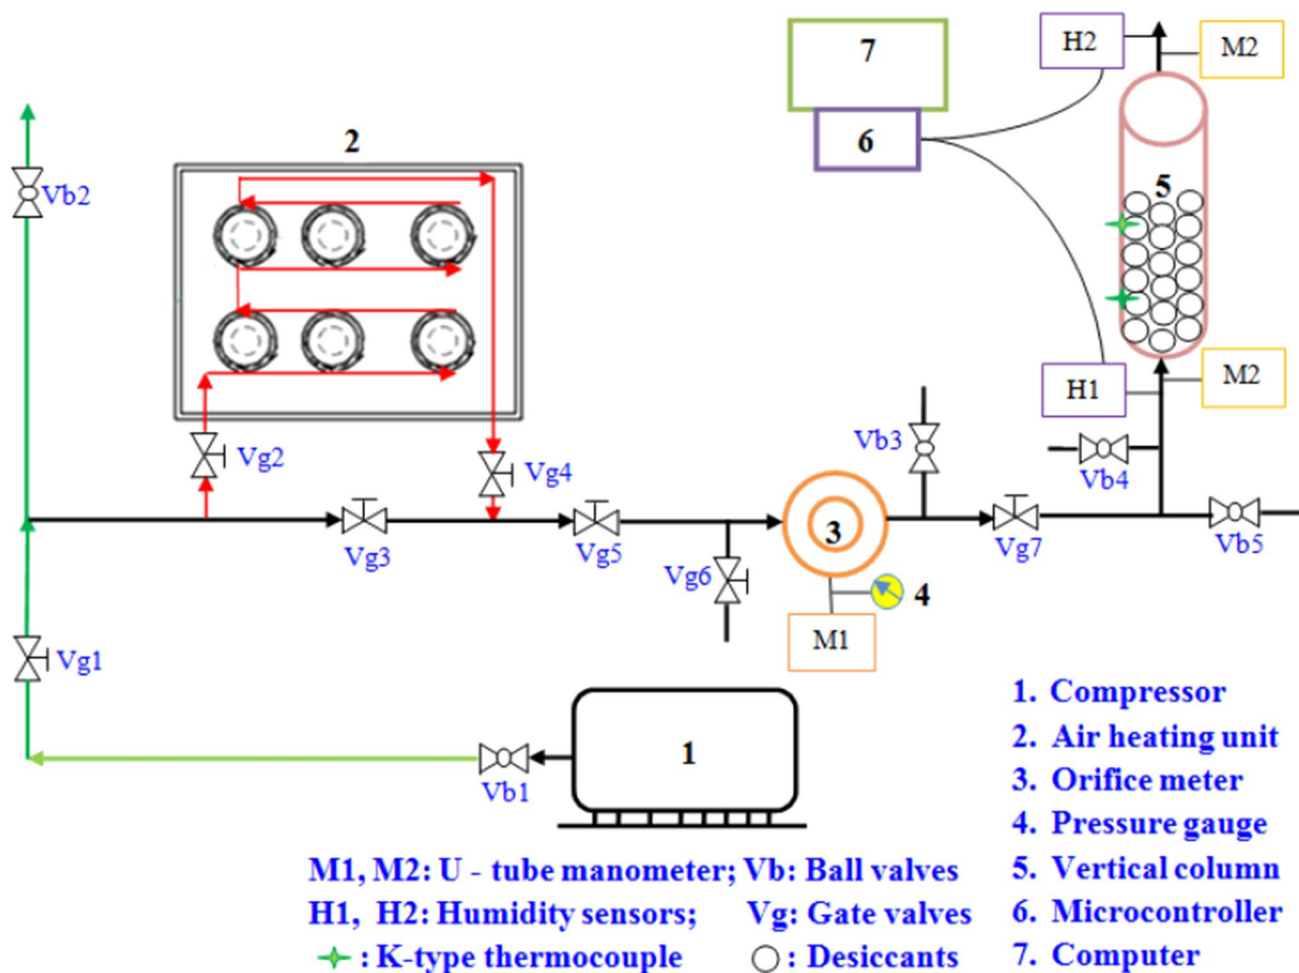 7
H2
M2
6
2
5
Vb2
H1
M2
Vg2
Vg4
Vb3
Vb4
Vg3
Vg5
Vg6
3
Vg7
Vb5
4
M1
Vg1
1
Vb1
1. Compressor
2. Air heating unit
3. Orifice meter
4. Pressure gauge
5. Vertical column
6. Microcontroller
7. Computer
M1, M2: U - tube manometer; Vb: Ball valves
H1, H2: Humidity sensors; Vg: Gate valves
: K-type thermocouple : Desiccants